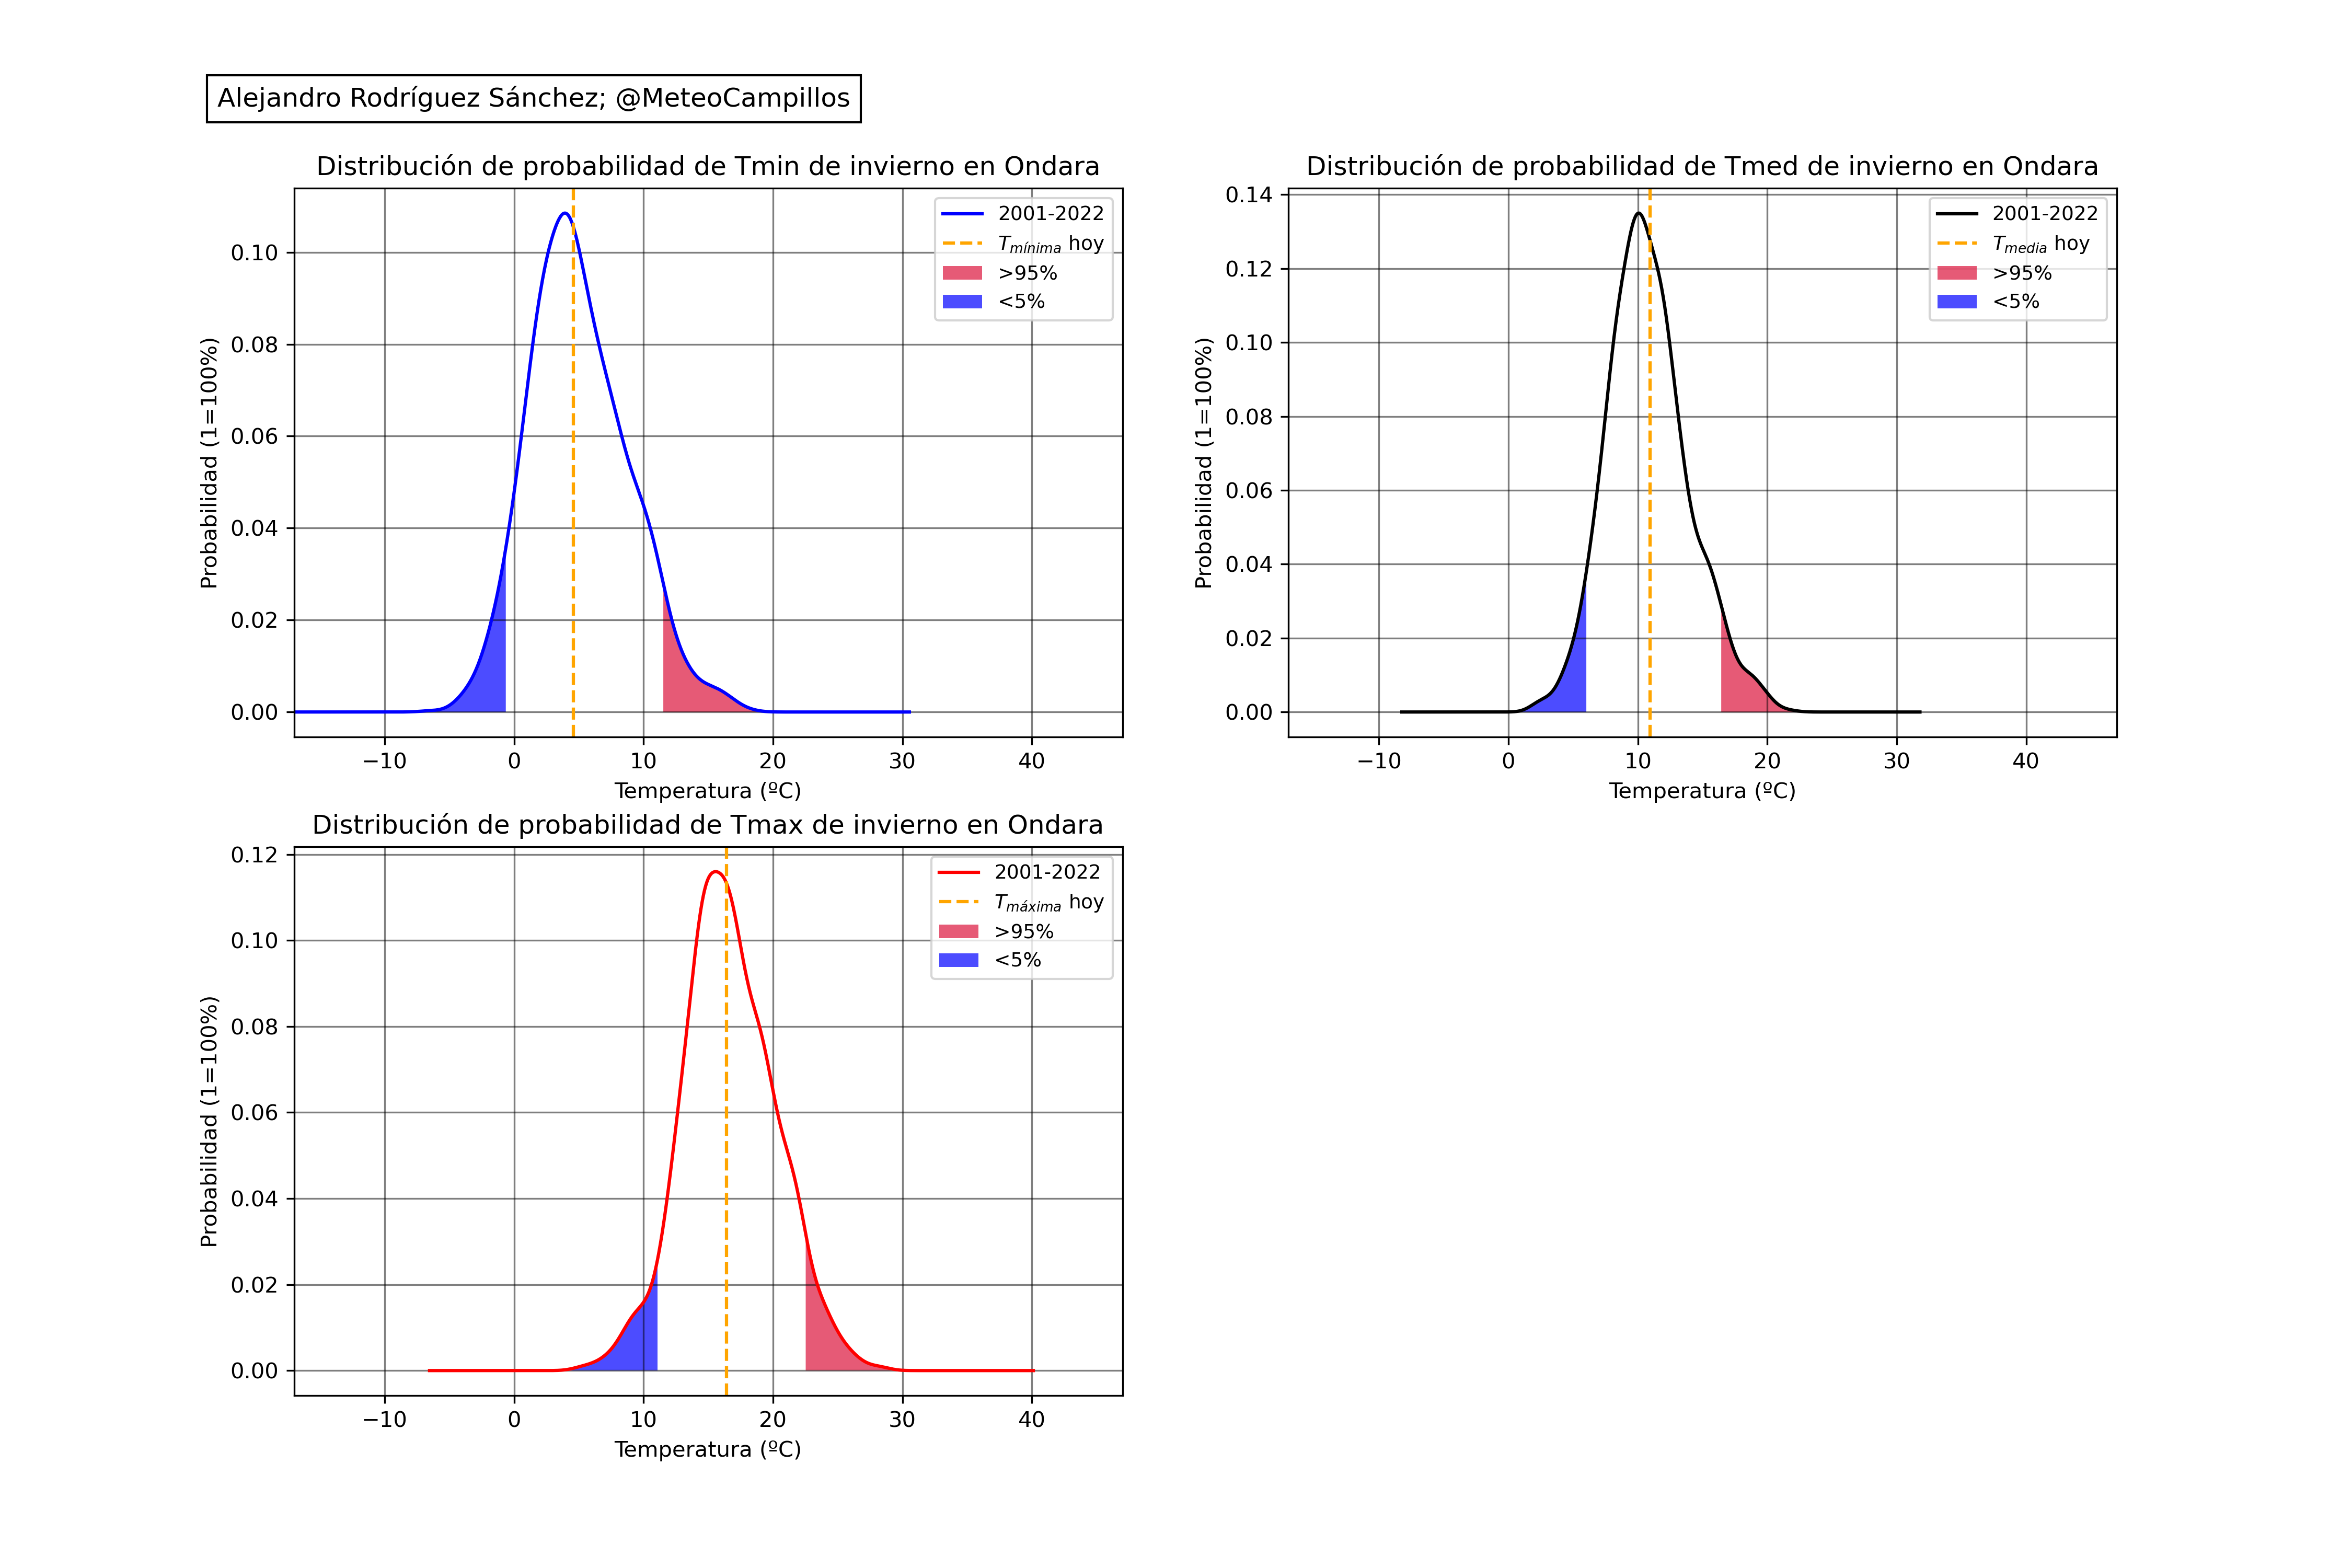 Alejandro Rodríguez Sánchez; @MeteoCampillos
Distribución de probabilidad de Tmin de invierno en Ondara
Probabilidad (1=100%)
0.10
0.08
0.06
0.04
0.02
0.00
−10 0 10 20 30 40
Temperatura (ºC)
2001-2022
Tmínima hoy
>95%
<5%
Distribución de probabilidad de Tmed de invierno en Ondara
Probabilidad (1=100%)
0.14
0.12
0.10
0.08
0.06
0.04
0.02
0.00
−10 0 10 20 30 40
Temperatura (ºC)
2001-2022
Tmedia hoy
>95%
<5%
Distribución de probabilidad de Tmax de invierno en Ondara
Probabilidad (1=100%)
0.12
0.10
0.08
0.06
0.04
0.02
0.00
−10 0 10 20 30 40
Temperatura (ºC)
2001-2022
Tmáxima hoy
>95%
<5%